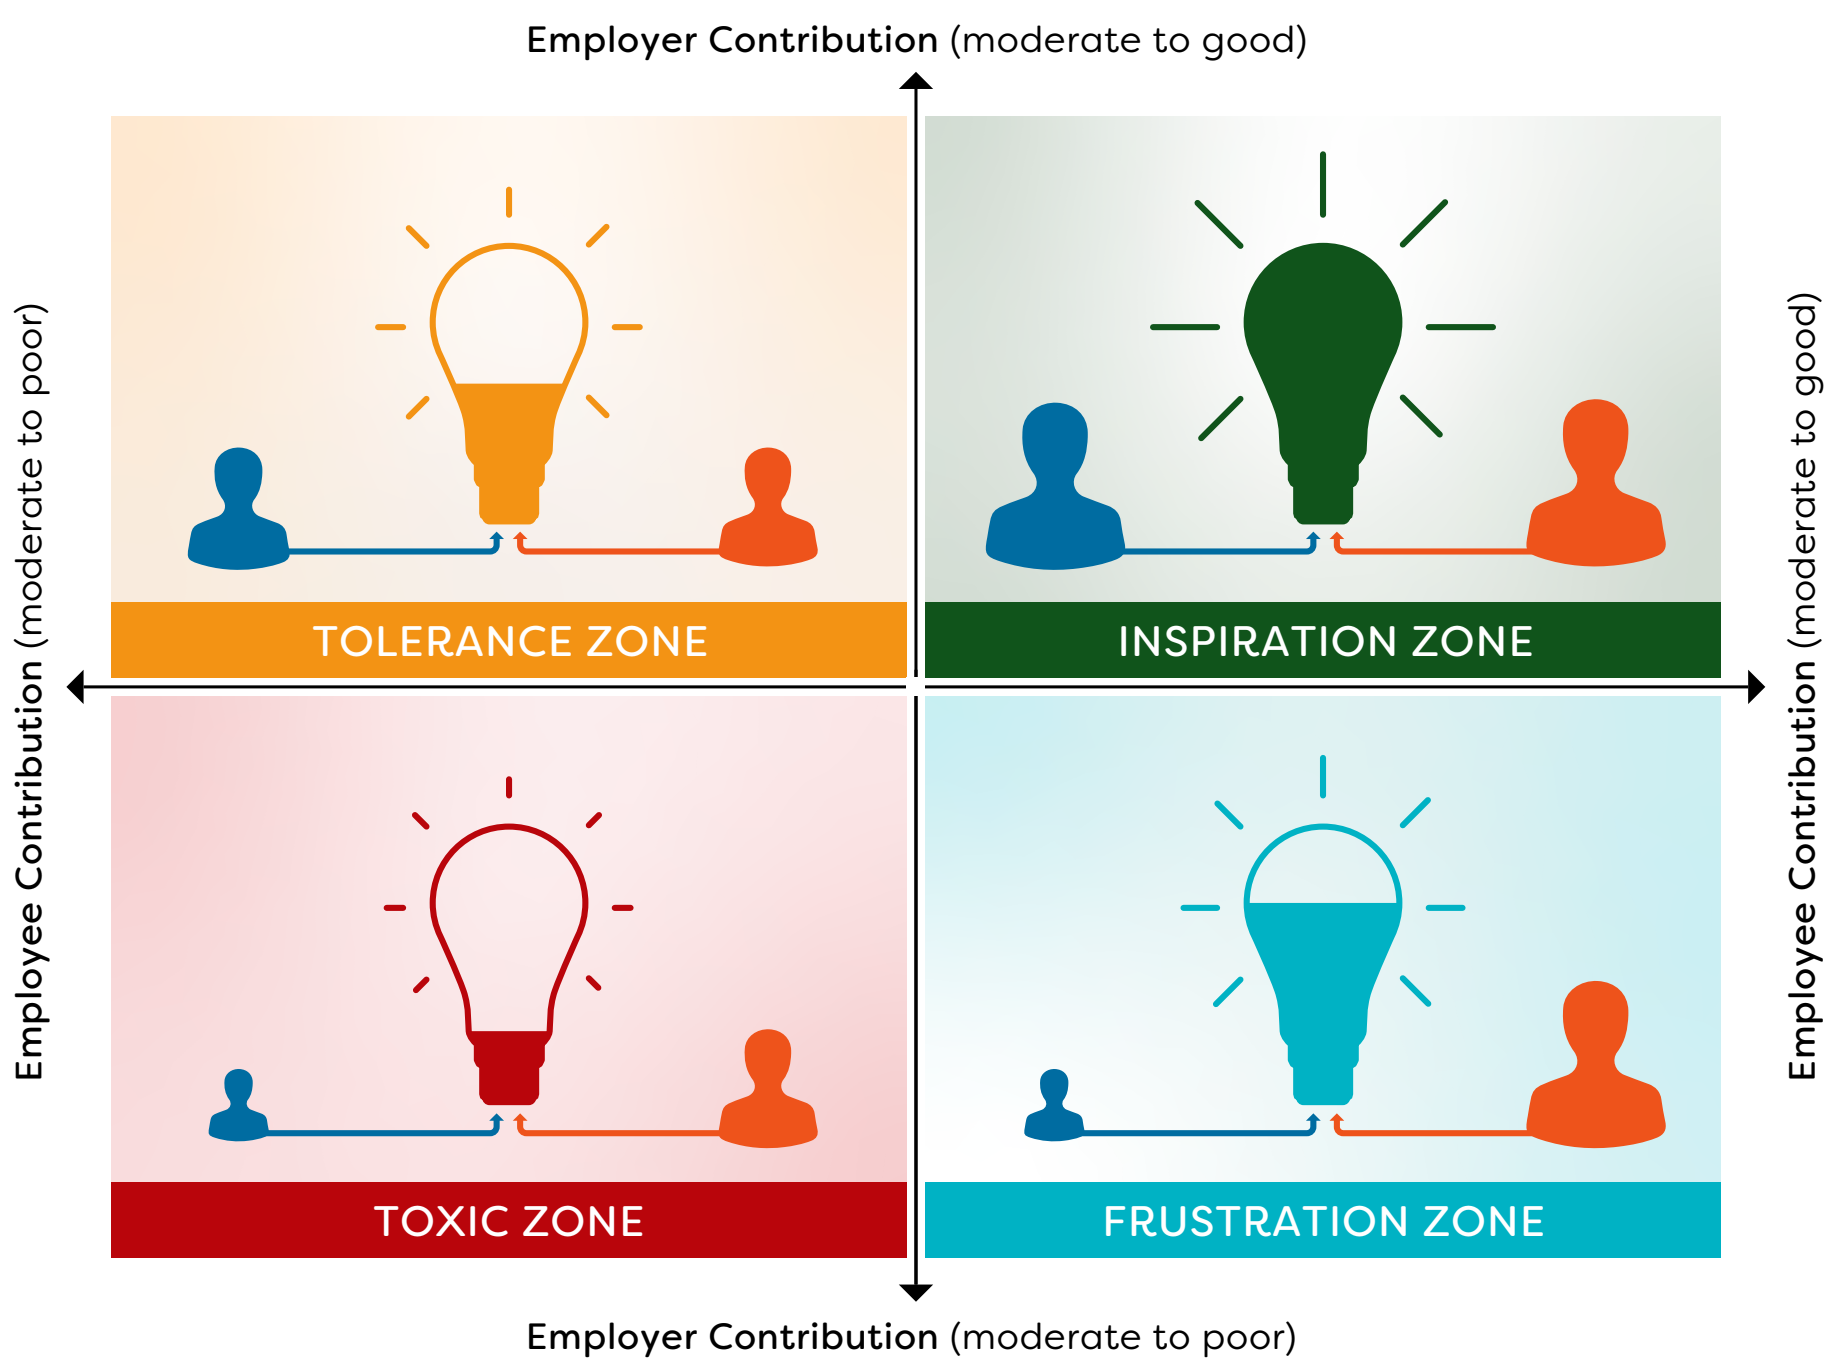 Employer Contribution (moderate to good)
Employee Contribution (moderate to poor)
TOLERANCE ZONE
INSPIRATION ZONE
Employee Contribution (moderate to good)
TOXIC ZONE
FRUSTRATION ZONE
Employer Contribution (moderate to poor)